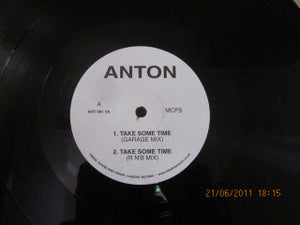 ANTON
A
MCPS
ANT 001 VA
1. TAKE SOME TIME
(GARAGE MIX)
2. TAKE SOME TIME
(R N'B MIX)
21/06/2011 18:15